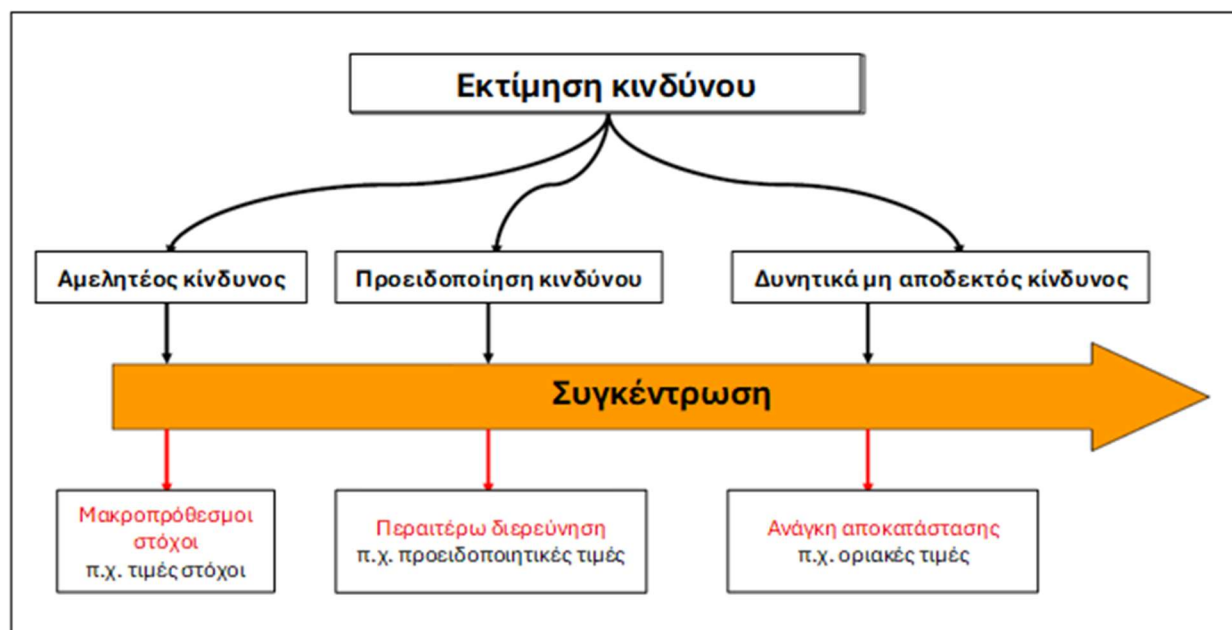 Εκτίμηση κινδύνου
Αμελητέος κίνδυνος
Προειδοποίηση κινδύνου
Δυνητικά μη αποδεκτός κίνδυνος
Συγκέντρωση
Μακροπρόθεσμοι
στόχοι
π.χ. τιμές στόχοι
Περαιτέρω διερεύνηση
π.χ. προειδοποιητικές τιμές
Ανάγκη αποκατάστασης
π.χ. οριακές τιμές